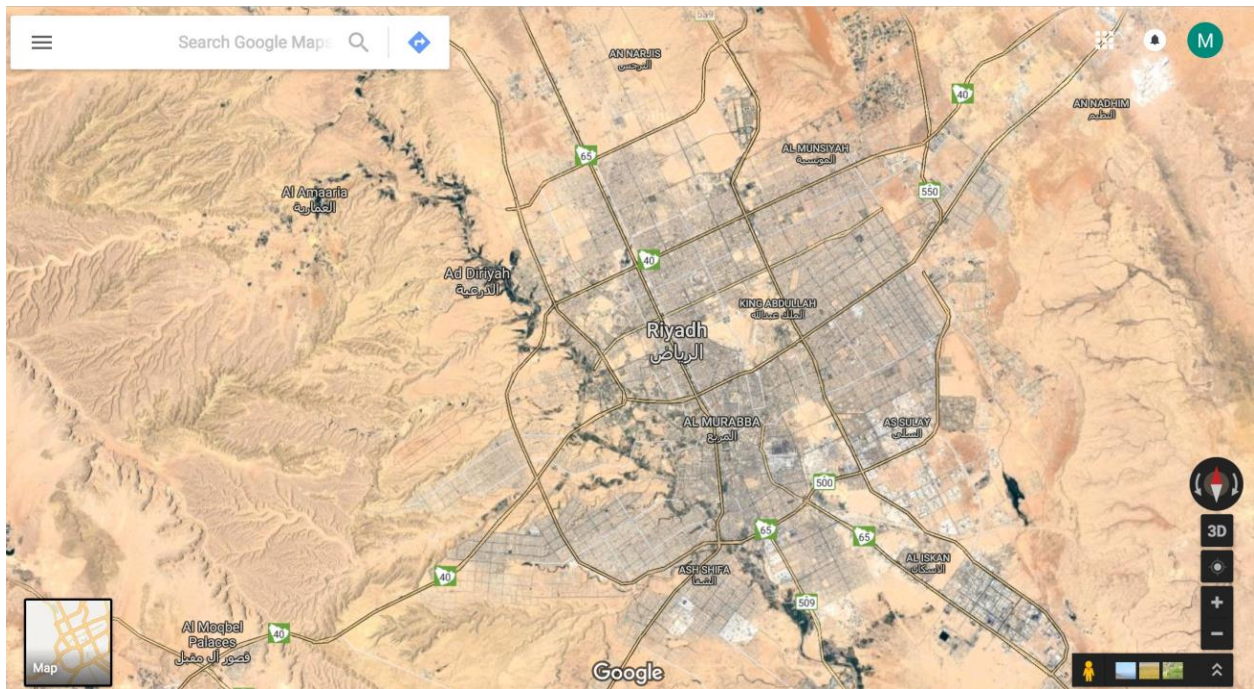 539
Search Google Maps
M
AN NARJIS
النرجس
40
AN NADHIM
النظيم
65
AL MUNSIYAH
المونسية
Al Amaaria
العمارية
550
40
Ad Diriyah
الدرعية
KING ABDULLAH
الملك عبدالله
Riyadh
الرياض
AL MURABBA
المربع
AS SULAY
السلي
500
3D
65
65
AL ISKAN
الاسكان
ASH SHIFA
الشفا
40
509
Al Moqbel
Palaces
قصور آل مقبل
40
Map
Google